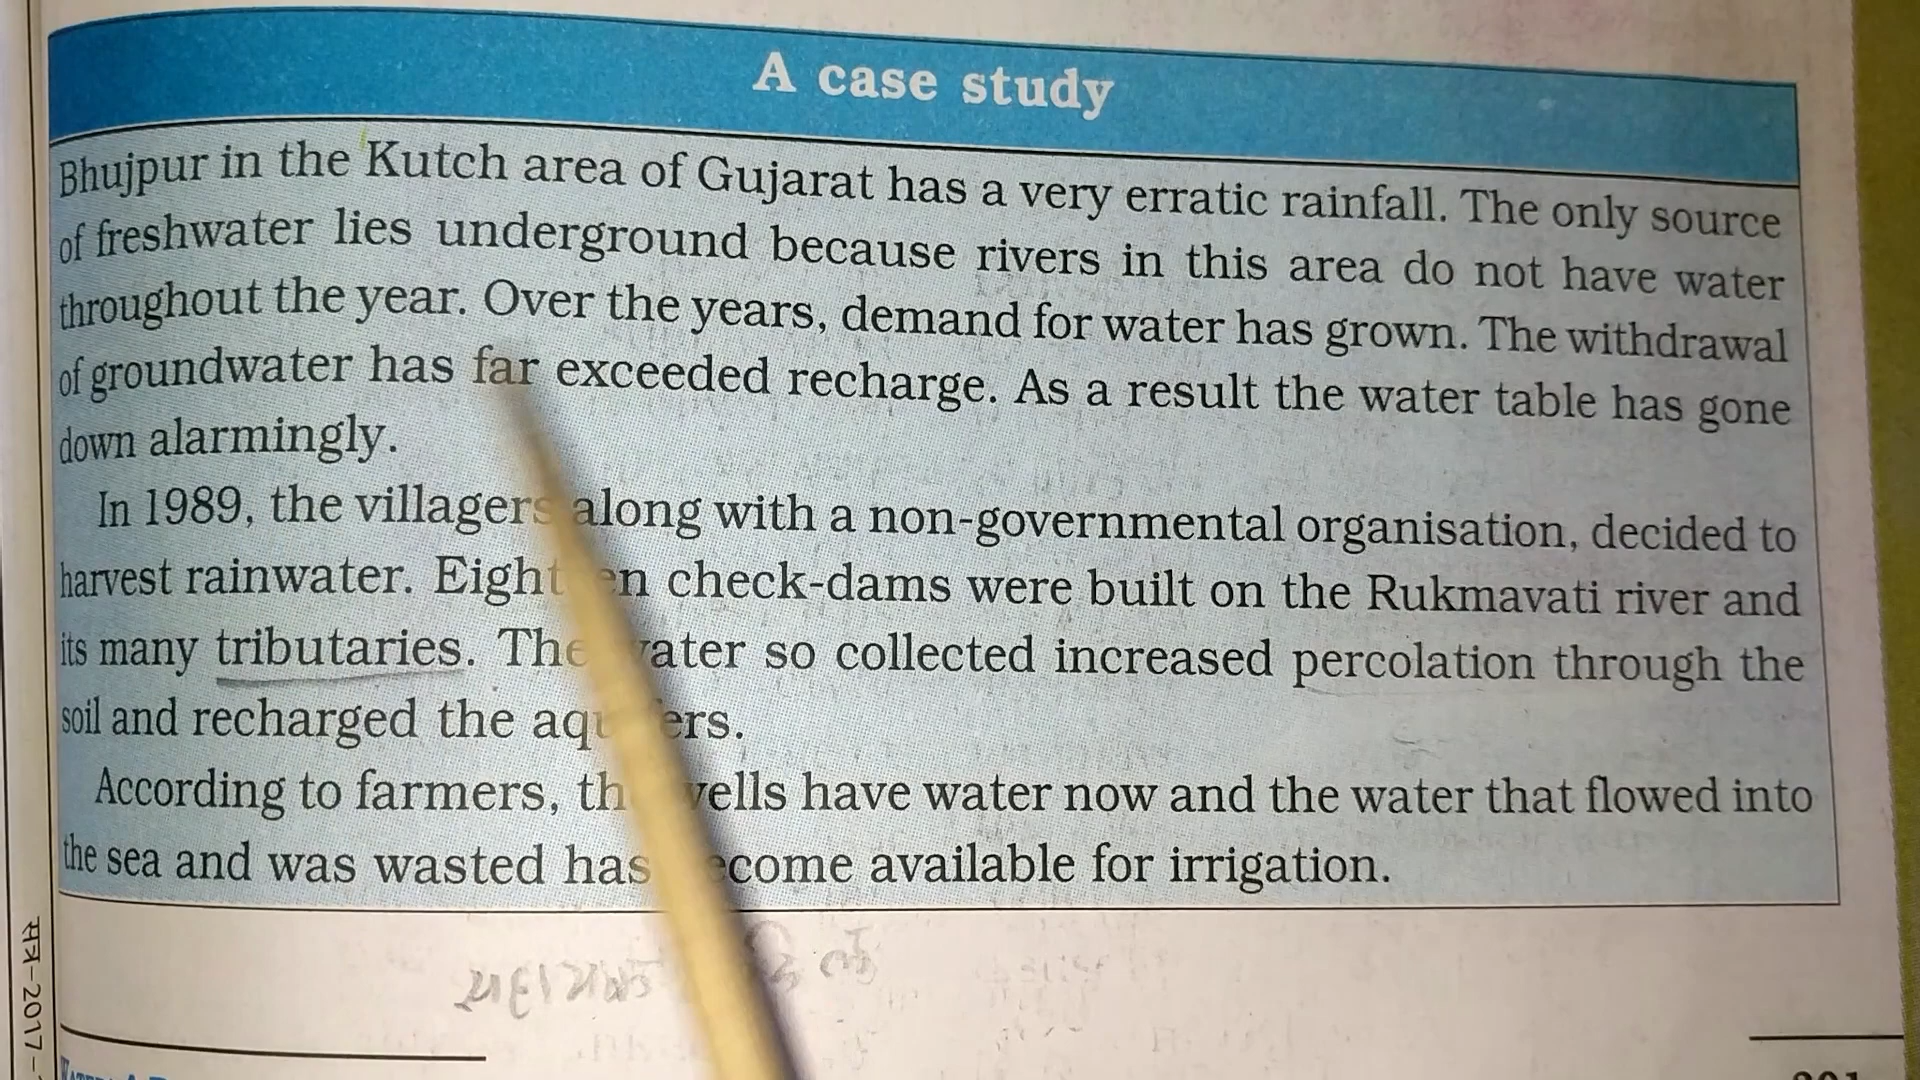 A case study
Bhujpur in the Kutch area of Gujarat has a very erratic rainfall. The only source
of freshwater lies underground because rivers in this area do not have water
throughout the year. Over the years, demand for water has grown. The withdrawal
of groundwater has far exceeded recharge. As a result the water table has gone
down alarmingly.
In 1989, the villagers along with a non-governmental organisation, decided to
harvest rainwater. Eight en check-dams were built on the Rukmavati river and
its many tributaries. The ater so collected increased percolation through the
soil and recharged the aqu ers.
According to farmers, th ells have water now and the water that flowed into
the sea and was wasted has come available for irrigation.
सत्र-2017-